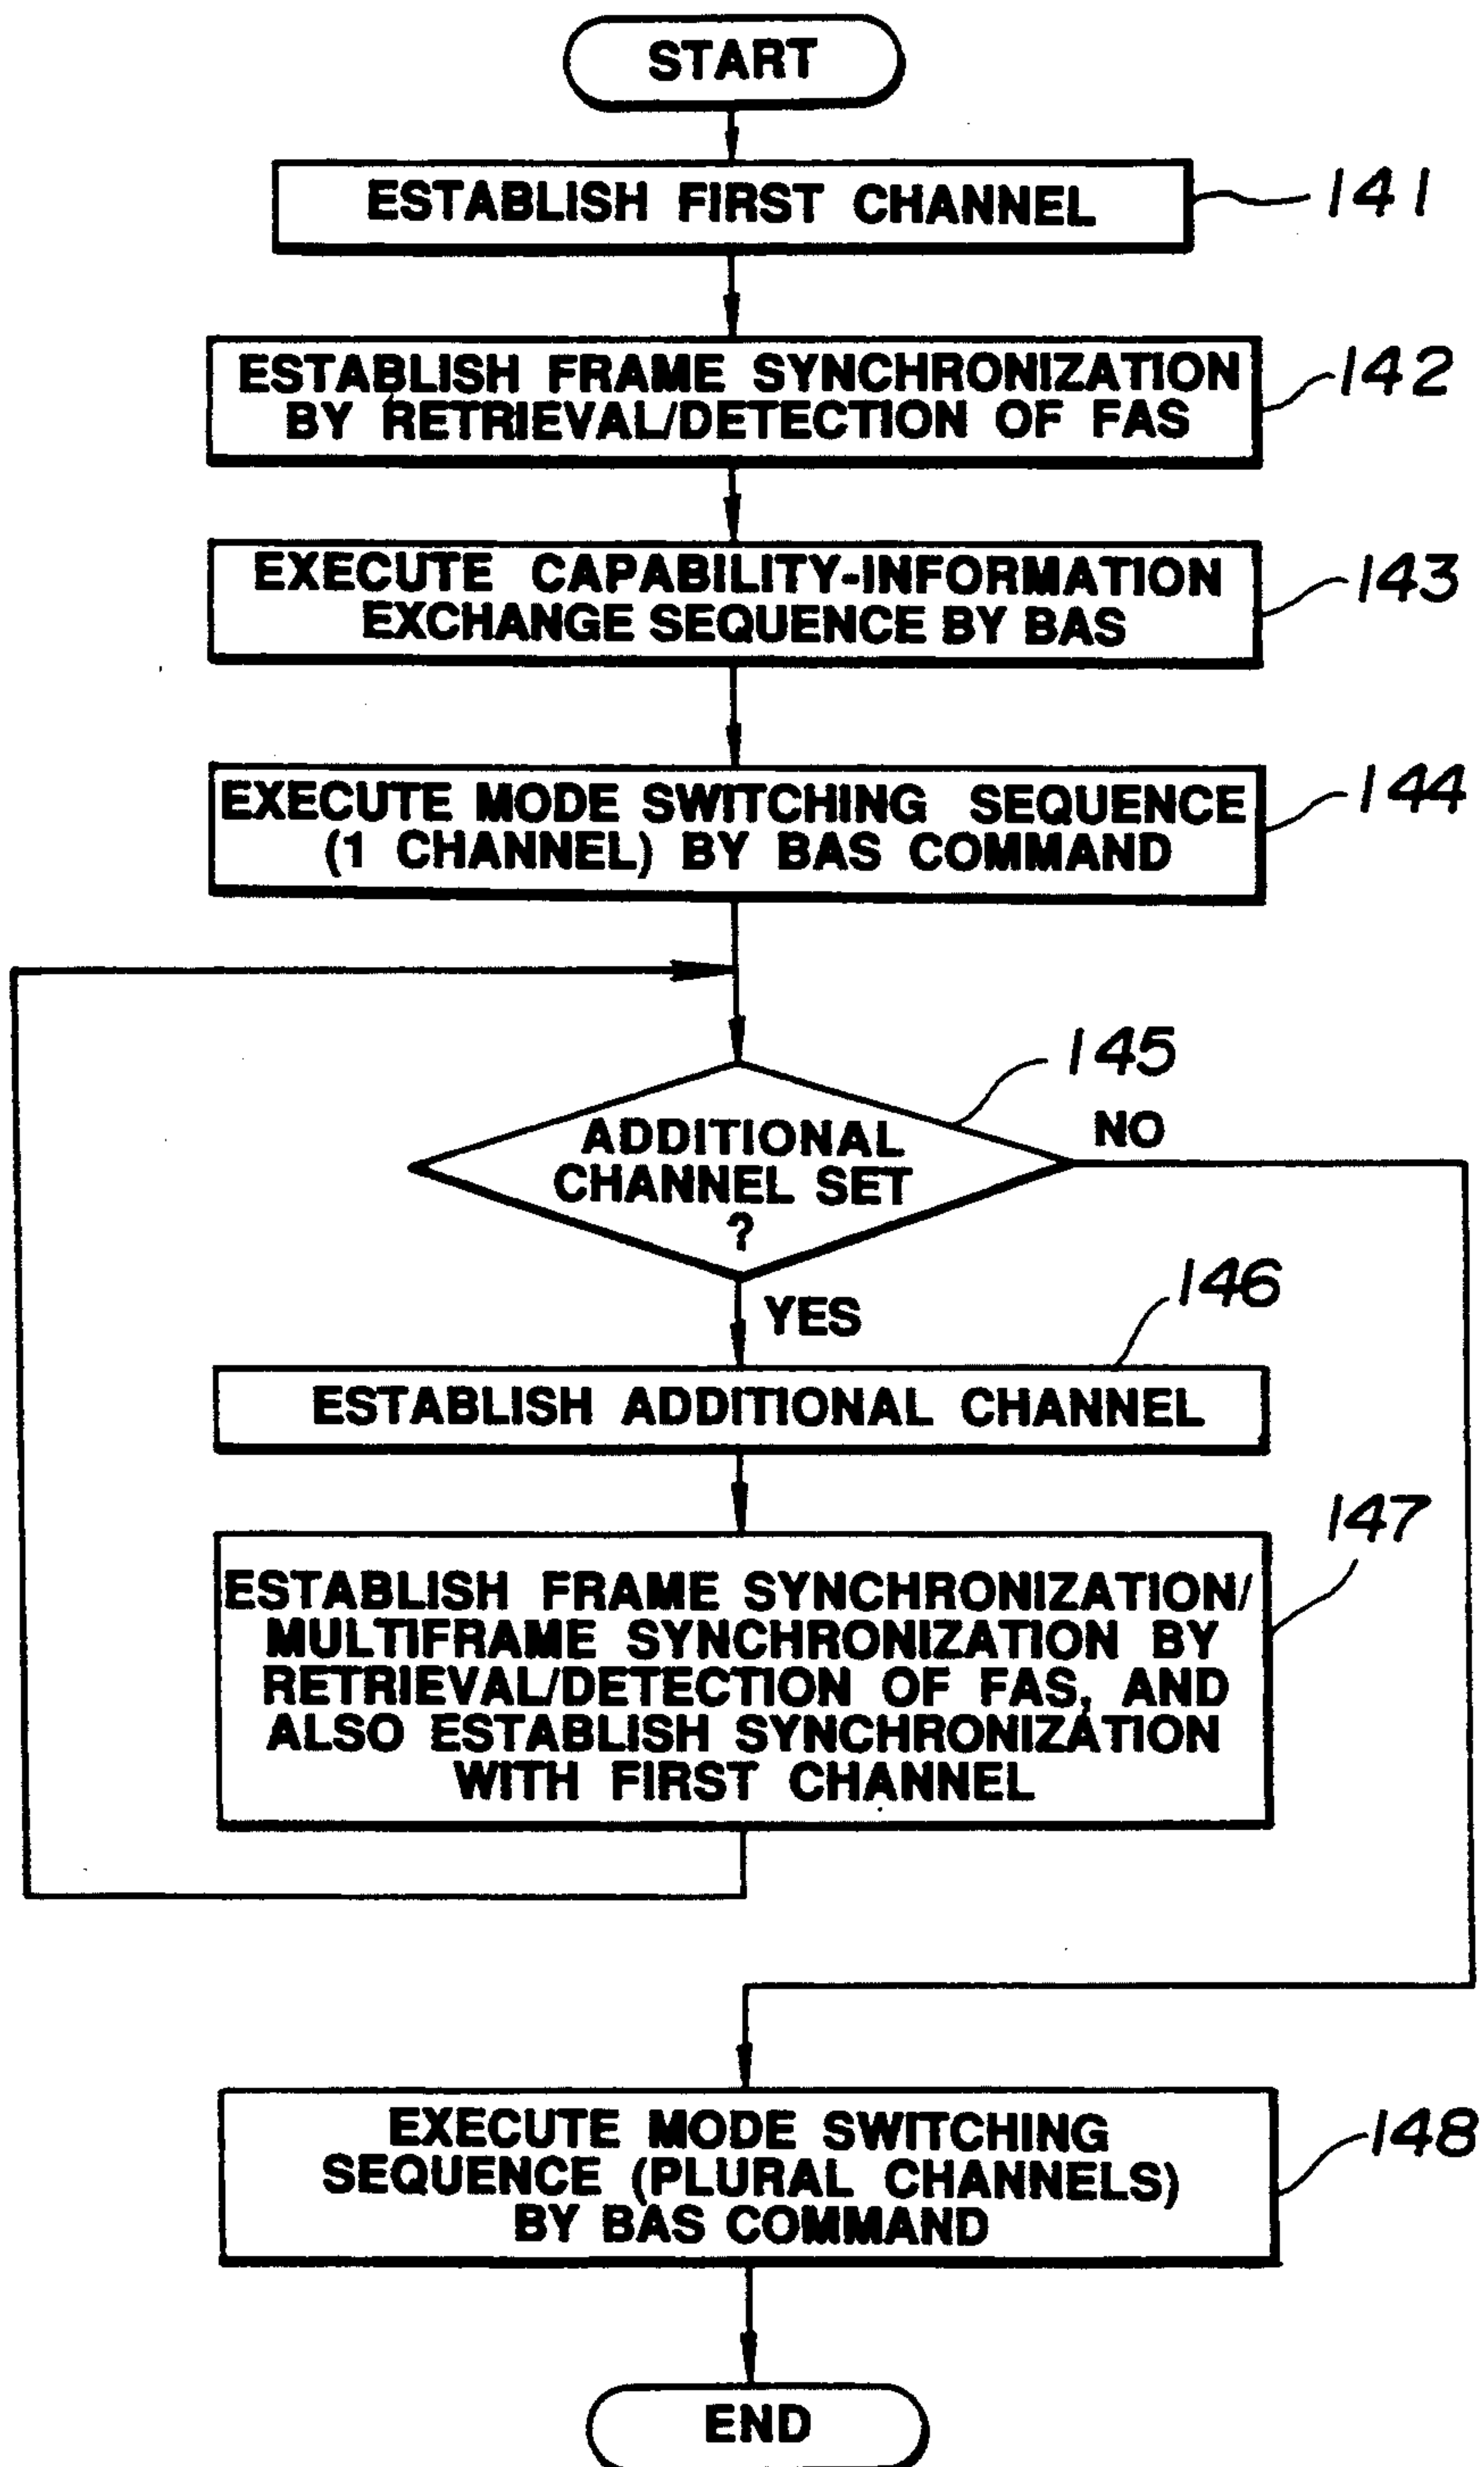 START
ESTABLISH FIRST CHANNEL
141
ESTABLISH FRAME SYNCHRONIZATION
BY RETRIEVAL/DETECTION OF FAS
142
EXECUTE CAPABILITY-INFORMATION
EXCHANGE SEQUENCE BY BAS
143
EXECUTE MODE SWITCHING SEQUENCE
(1 CHANNEL) BY BAS COMMAND
144
145
ADDITIONAL
CHANNEL SET
?
NO
YES
146
ESTABLISH ADDITIONAL CHANNEL
147
ESTABLISH FRAME SYNCHRONIZATION/
MULTIFRAME SYNCHRONIZATION BY
RETRIEVAL/DETECTION OF FAS, AND
ALSO ESTABLISH SYNCHRONIZATION
WITH FIRST CHANNEL
EXECUTE MODE SWITCHING
SEQUENCE (PLURAL CHANNELS)
BY BAS COMMAND
148
END